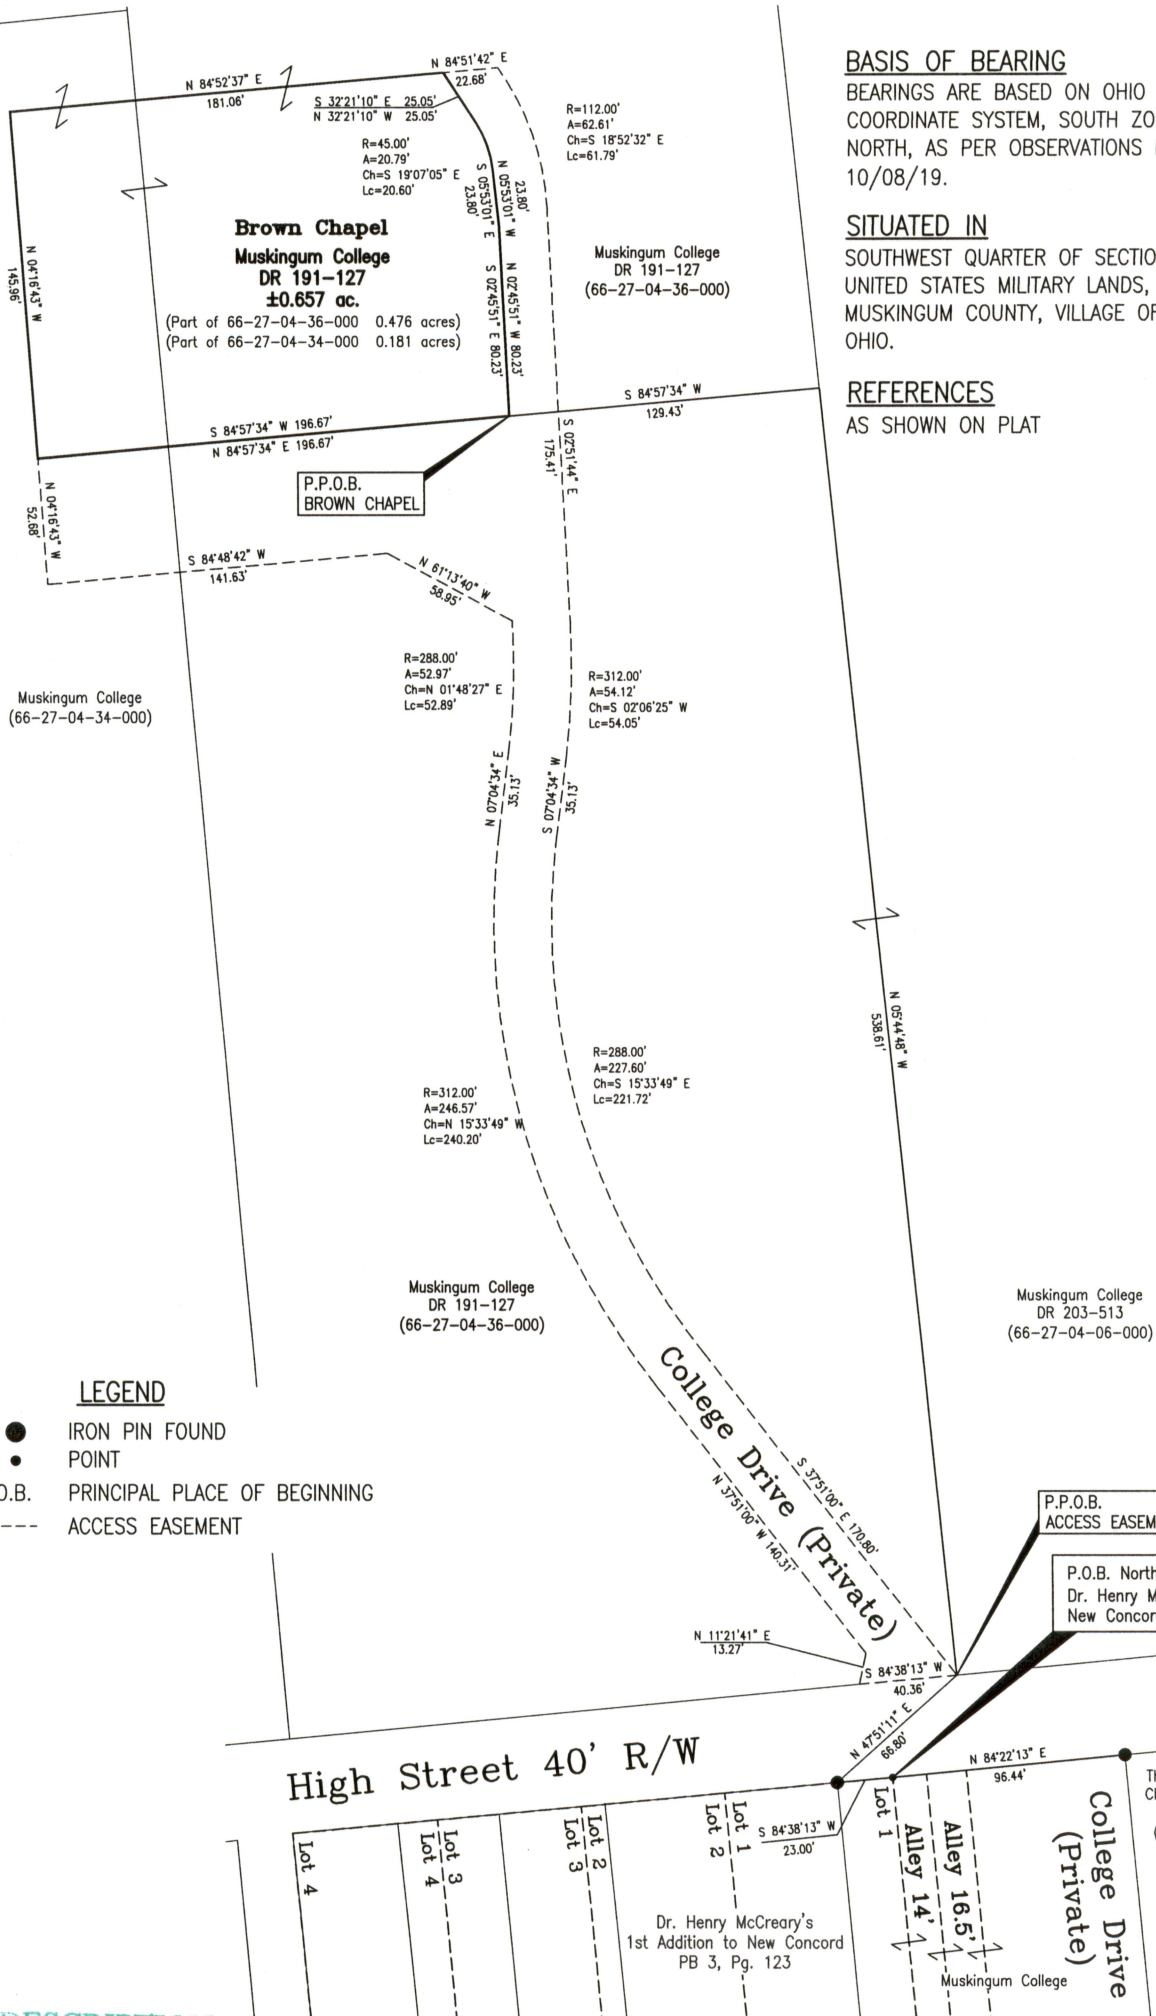 BASIS OF BEARING
BEARINGS ARE BASED ON OHIO
COORDINATE SYSTEM, SOUTH ZO
NORTH, AS PER OBSERVATIONS
10/08/19.
SITUATED IN
SOUTHWEST QUARTER OF SECTIO
UNITED STATES MILITARY LANDS,
MUSKINGUM COUNTY, VILLAGE OF
OHIO.
REFERENCES
AS SHOWN ON PLAT
N 84°52'37" E
181.06'
N 84°51'42" E
22.68'
S 32°21'10" E 25.05'
N 32°21'10" W 25.05'
R=45.00'
A=20.79'
Ch=S 19°07'05" E
Lc=20.60'
R=112.00'
A=62.61'
Ch=S 18°52'32" E
Lc=61.79'
N 05°53'01" W
23.80'
S 05°53'01" E
23.80'
N 02°45'51" W 80.23'
S 02°45'51" E 80.23'
N 04°16'43" W
145.96'
Brown Chapel
Muskingum College
DR 191-127
±0.657 ac.
(Part of 66-27-04-36-000 0.476 acres)
(Part of 66-27-04-34-000 0.181 acres)
Muskingum College
DR 191-127
(66-27-04-36-000)
S 84°57'34" W 196.67'
N 84°57'34" E 196.67'
S 84°57'34" W
129.43'
P.P.O.B.
BROWN CHAPEL
S 02°51'44" E
175.41'
N 04°16'43" W
52.68'
S 84°48'42" W
141.63'
N 61°13'40" W
58.95'
R=288.00'
A=52.97'
Ch=N 01°48'27" E
Lc=52.89'
R=312.00'
A=54.12'
Ch=S 02°06'25" W
Lc=54.05'
Muskingum College
(66-27-04-34-000)
N 07°04'34" E
35.13'
S 07°04'34" W
35.13'
N 05°44'48" W
538.61'
R=288.00'
A=227.60'
Ch=S 15°33'49" E
Lc=221.72'
R=312.00'
A=246.57'
Ch=N 15°33'49" W
Lc=240.20'
Muskingum College
DR 191-127
(66-27-04-36-000)
Muskingum College
DR 203-513
(66-27-04-06-000)
LEGEND
IRON PIN FOUND
POINT
O.B. PRINCIPAL PLACE OF BEGINNING
ACCESS EASEMENT
College Drive (Private)
S 37°51'00" E 170.80'
N 37°51'00" W 140.31'
P.P.O.B.
ACCESS EASEM
P.O.B. North
Dr. Henry M
New Concor
N 11°21'41" E
13.27'
S 84°38'13" W
40.36'
N 47°51'11" E
66.80'
N 84°22'13" E
96.44'
High Street 40' R/W
S 84°38'13" W
23.00'
Lot 4
Lot 3
Lot 4
Lot 2
Lot 3
Lot 1
Lot 2
Lot 1
Alley 14'
Alley 16.5'
College Drive
(Private)
Dr. Henry McCreary's
1st Addition to New Concord
PB 3, Pg. 123
Muskingum College